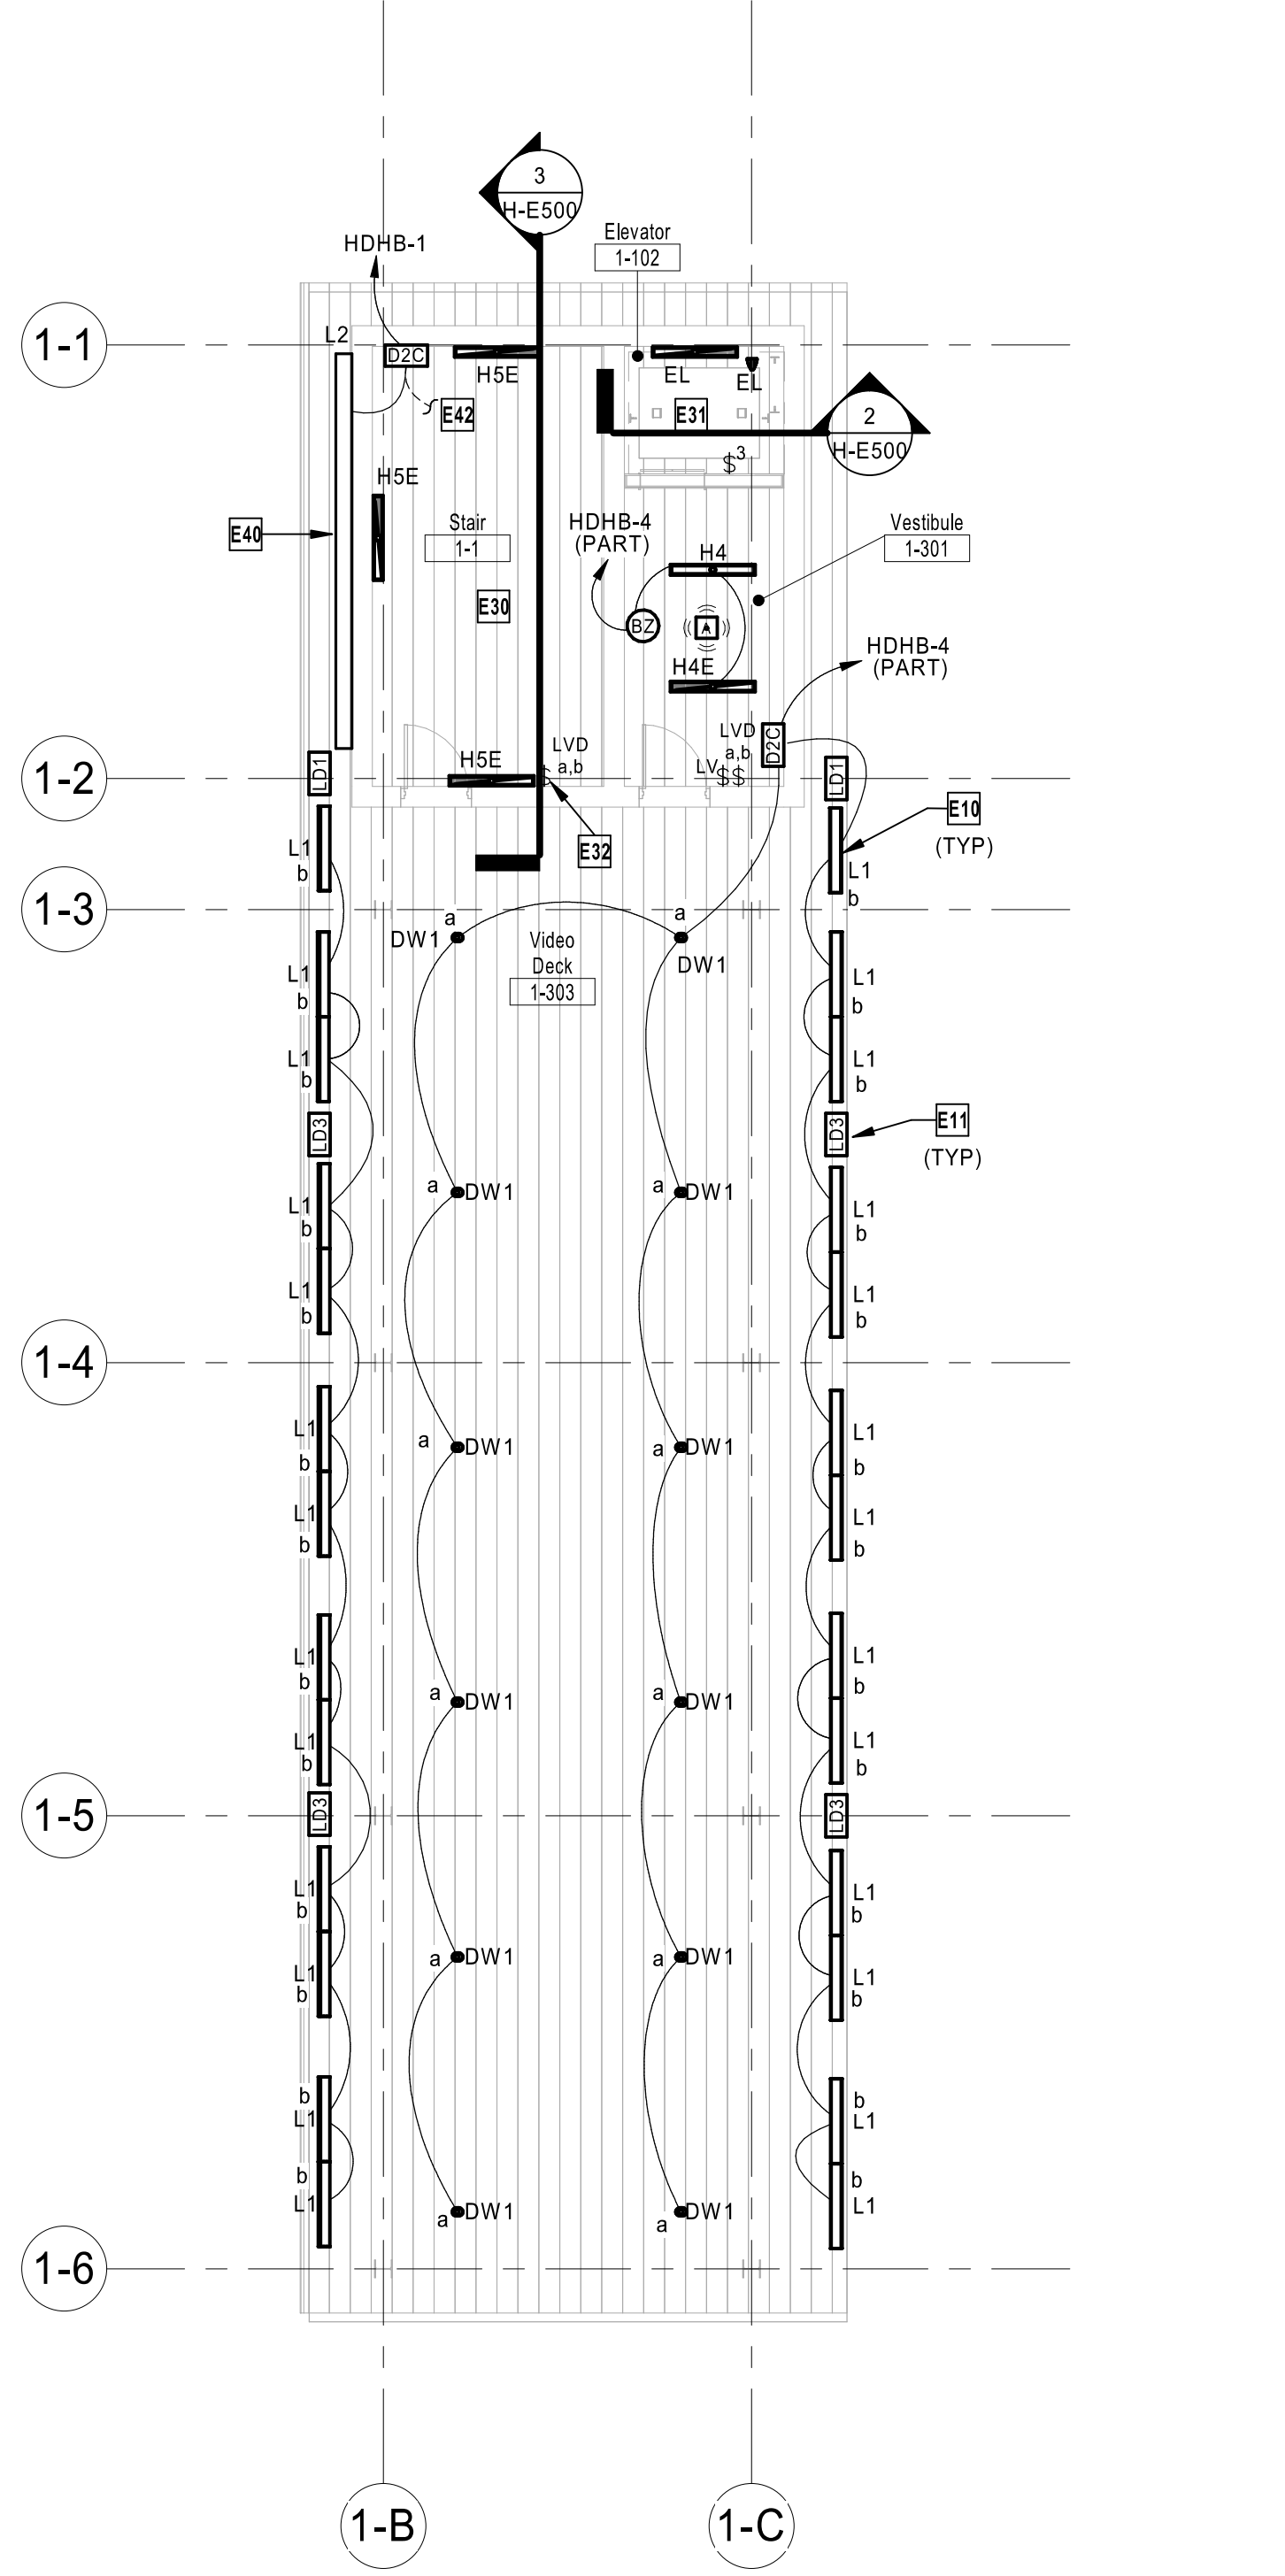 3
H-E500
Elevator
1-102
HDHB-1
1-1
L2
D2C
H5E
EL
EL
E42
E31
2
H-E500
$3
H5E
E40
Stair
1-1
HDHB-4
(PART)
H4
Vestibule
1-301
E30
BZ
A
H4E
HDHB-4
(PART)
LVD
a,b
LVD
a,b
D2C
H5E
$
LV $$
1-2
LD1
LD1
E10
(TYP)
E32
L1
b
L1
b
1-3
a
DW1
a
DW1
Video
Deck
1-303
L1
b
L1
b
L1
b
L1
b
LD3
LD3
E11
(TYP)
a DW1
a DW1
L1
b
L1
b
L1
b
L1
b
1-4
L1
b
L1
b
a DW1
a DW1
L1
b
L1
b
L1
b
L1
b
a DW1
a DW1
L1
b
L1
b
1-5
LD3
LD3
L1
b
L1
b
a DW1
a DW1
L1
b
L1
b
b
L1
b
L1
b
L1
b
L1
a DW1
a DW1
1-6
1-B
1-C